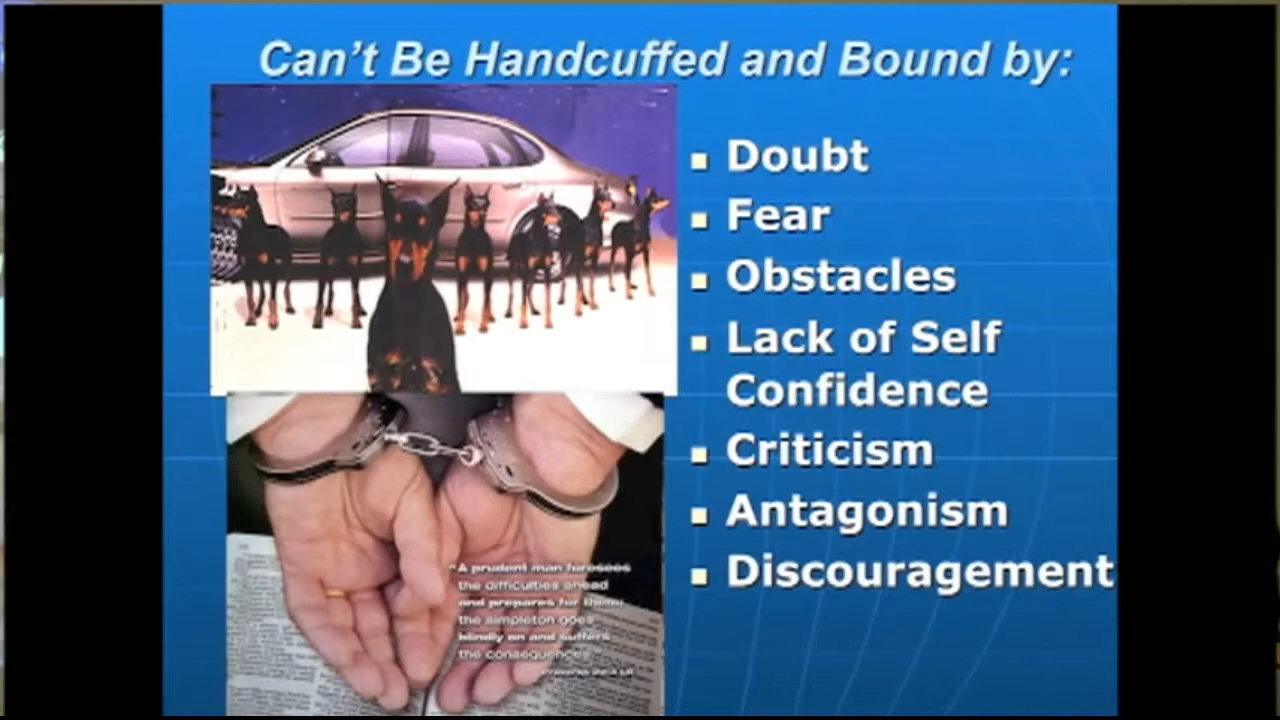 Can't Be Handcuffed and Bound by:
Doubt
Fear
Obstacles
Lack of Self
Confidence
Criticism
Antagonism
Discouragement
"A prudent man foresees
the difficulties ahead
and prepares for them;
the simpleton goes
blindly on and suffers
the consequences."
Proverbs